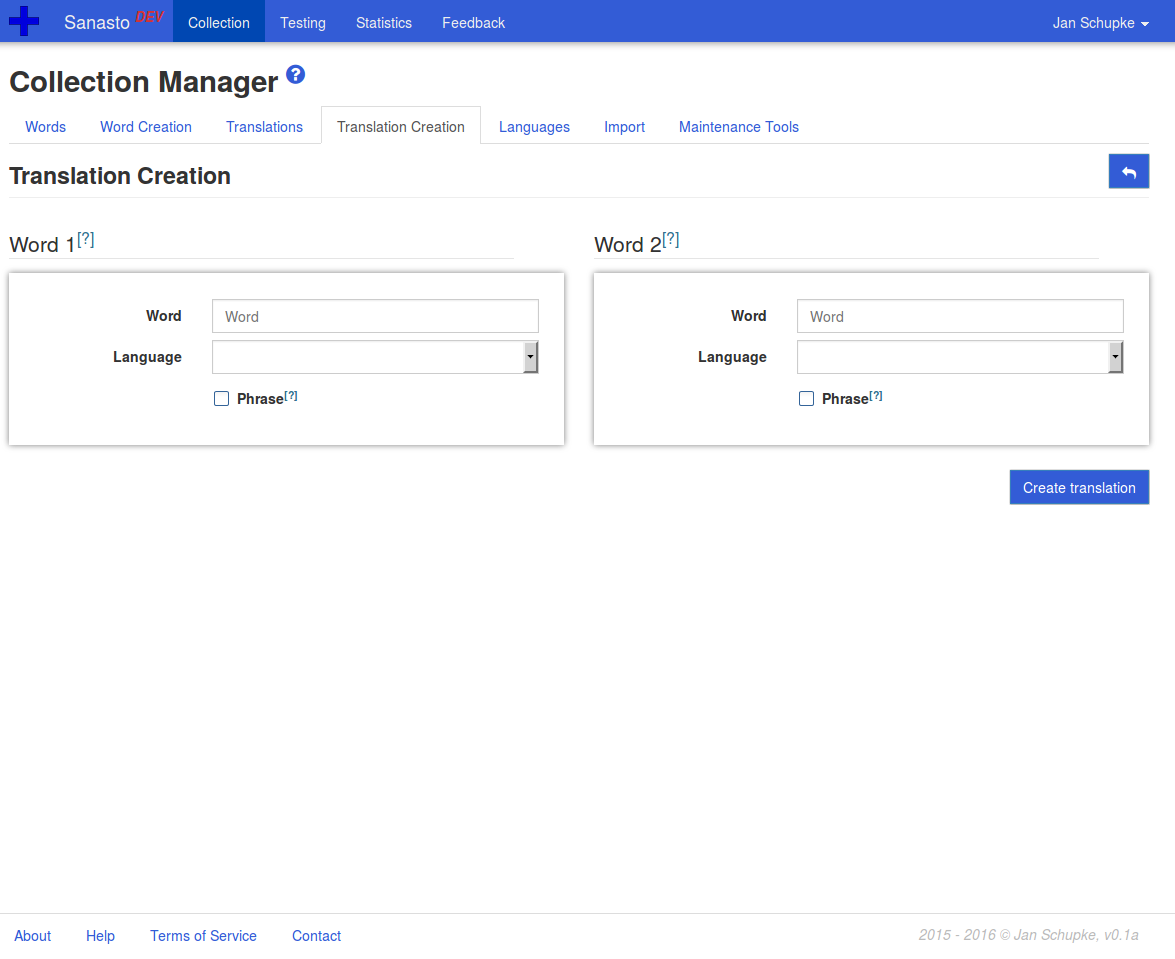 Sanasto DEV Collection Testing Statistics Feedback Jan Schupke
Collection Manager ?
Words Word Creation Translations Translation Creation Languages Import Maintenance Tools
Translation Creation
Word 1[?] Word 2[?]
Word Word Word Word
Language Language
Phrase[?] Phrase[?]
Create translation
About Help Terms of Service Contact 2015 - 2016 © Jan Schupke, v0.1a